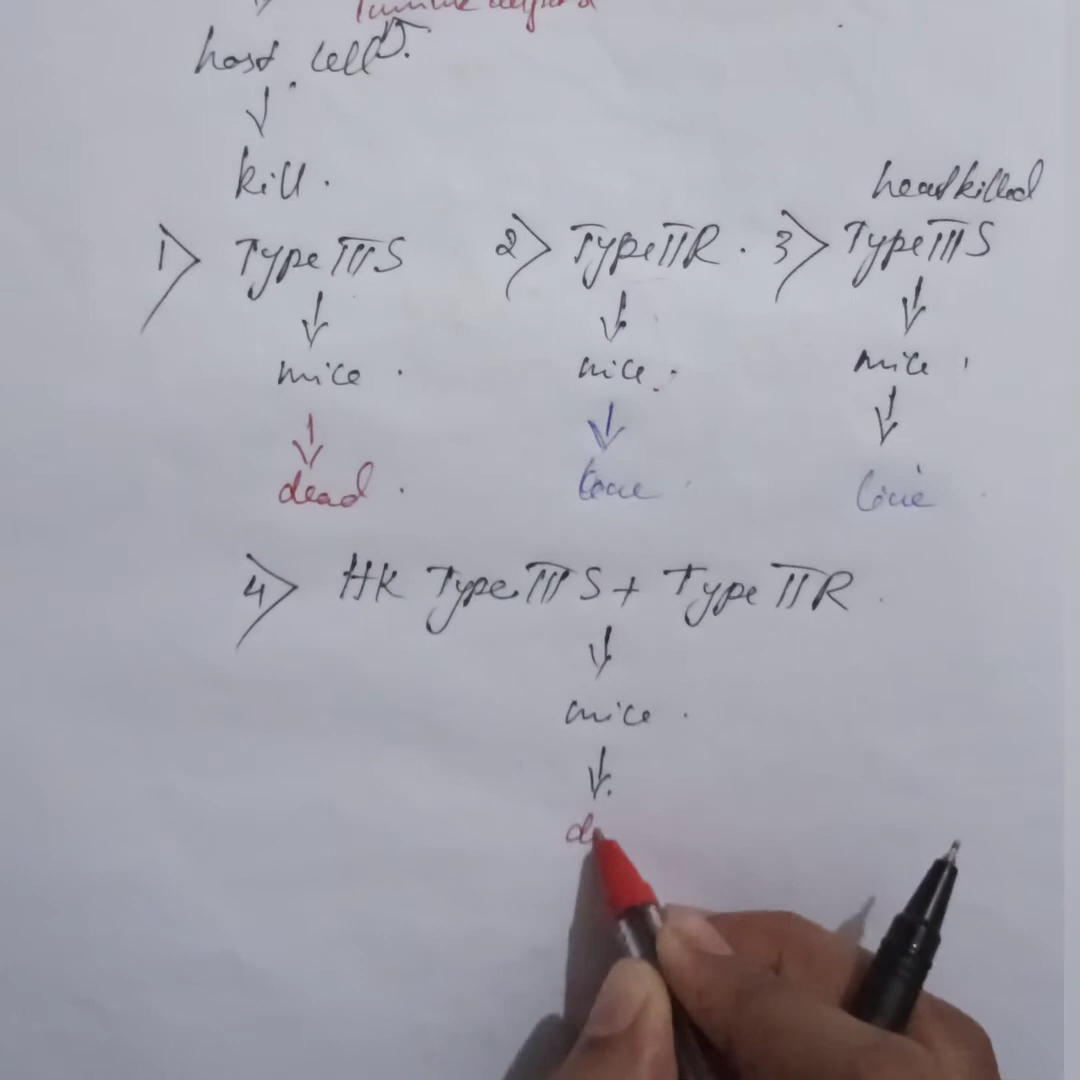 host cell
↓
kill.
heat killed
1> Type III S 2> Type II R. 3> Type III S
↓ ↓ ↓
mice. mice. mice.
↓ ↓ ↓
dead. live. live
4> HK Type III S + Type II R.
↓
mice.
↓
d